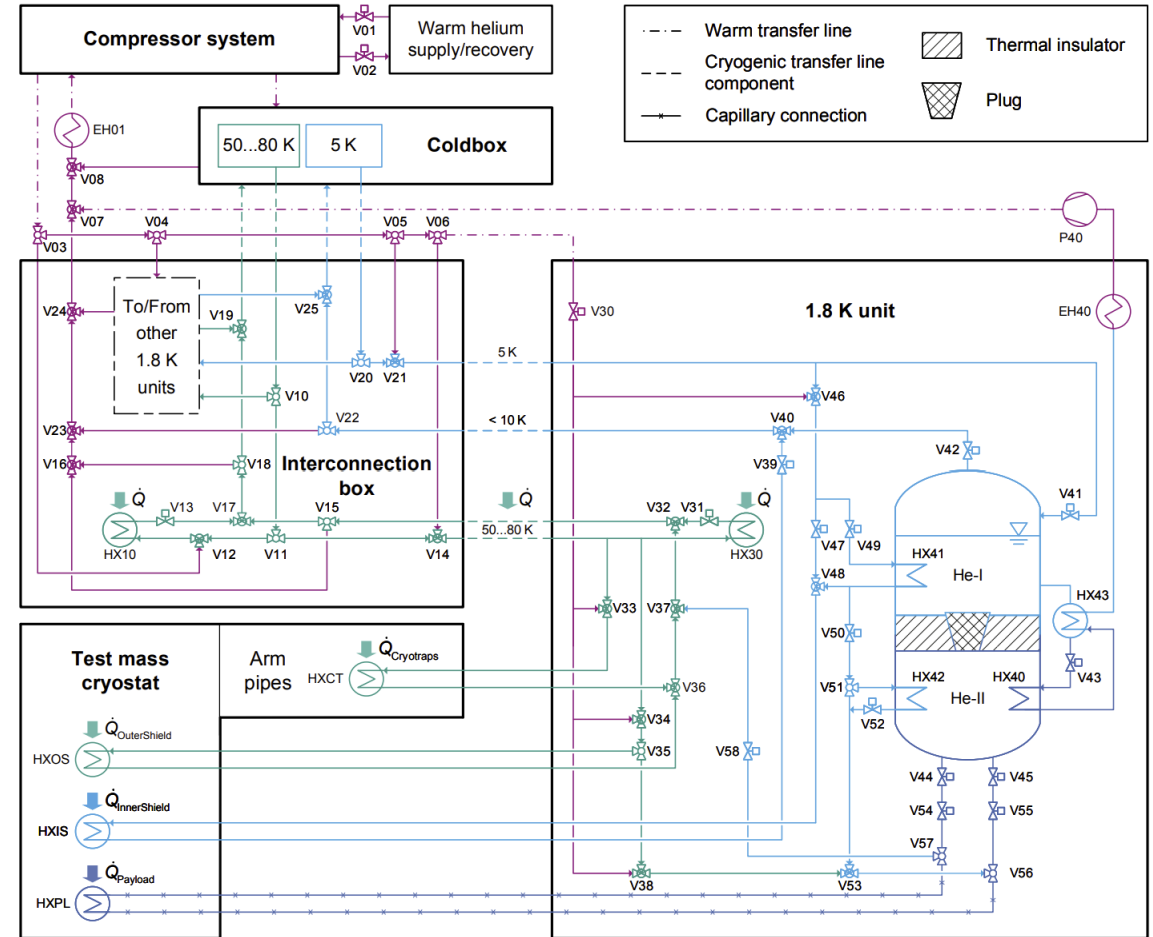 Compressor system
V01
V02
Warm helium
supply/recovery
Warm transfer line
Cryogenic transfer line
component
Capillary connection
Thermal insulator
Plug
EH01
50...80 K
5 K
Coldbox
V08
V07
V03
V04
V05
V06
P40
To/From
other
1.8 K
units
V24
V19
V25
V30
1.8 K unit
EH40
5 K
V20
V21
V10
V46
V23
V22
< 10 K
V40
V42
V16
V18
Interconnection
box
V39
V41
Q̇
V13
V17
V15
Q̇
V32
V31
Q̇
HX10
V12
V11
V14
50...80 K
HX30
V47
V49
HX41
He-I
V48
HX43
V33
V37
V50
V43
Test mass
cryostat
Arm
pipes
HXCT
Q̇Cryotraps
V36
V51
HX42
He-II
HX40
V52
V34
V35
V58
Q̇OuterShield
HXOS
V44
V45
Q̇InnerShield
HXIS
V54
V55
V57
Q̇Payload
HXPL
V38
V53
V56